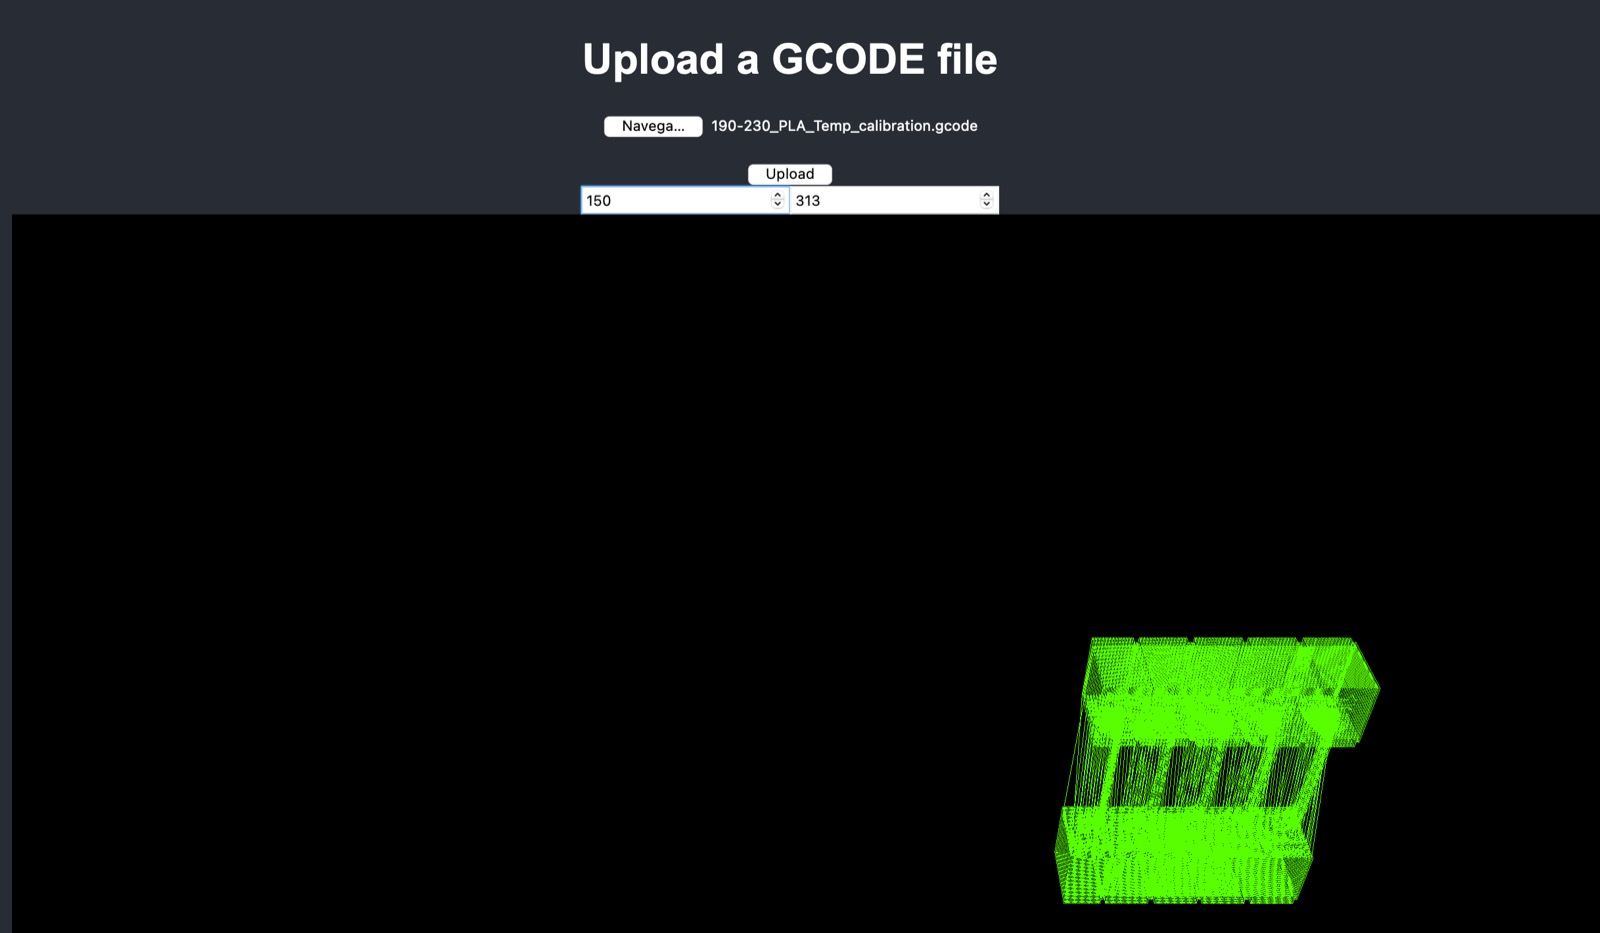 Upload a GCODE file
Navega... 190-230_PLA_Temp_calibration.gcode
Upload
150 313